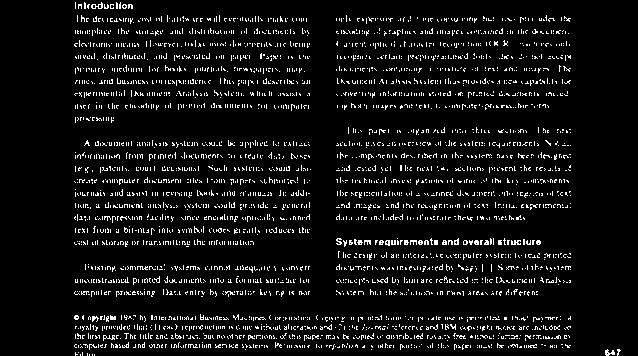 Introduction
The decreasing cost of hardware will eventually make com-
monplace the storage and distribution of documents by
electronic means. However, today most documents are being
saved, distributed, and presented on paper. Paper is the
primary medium for books, journals, newspapers, maga-
zines, and business correspondence. This paper describes an
experimental Document Analysis System, which assists a
user in the encoding of printed documents for computer
processing.
A document analysis system could be applied to extract
information from printed documents to create data bases
(e.g., patents, court decisions). Such systems could also
create computer document files from papers submitted to
journals and assist in revising books and manuals. In addi-
tion, a document analysis system could provide a general
data compression facility, since encoding optically scanned
text from a bit-map into symbol codes greatly reduces the
cost of storing or transmitting the information.
Existing commercial systems cannot adequately convert
unconstrained printed documents into a format suitable for
computer processing. Data entry by operator keying is not
only expensive and time consuming but also precludes the
encoding of graphics and images contained in the document.
Current optical character recognition (OCR) machines only
recognize certain preprogrammed fonts; they do not accept
documents containing a mixture of text and images. The
Document Analysis System thus provides a new capability for
converting information stored on printed documents, includ-
ing both images and text, to computer-processable form.
This paper is organized into three sections. The next
section gives an overview of the system requirements. Not all
the components described in the system have been designed
and tested yet. The next two sections present the results of
the technical investigations of some of the key components:
the segmentation of a scanned document into regions of text
and images, and the recognition of text. Initial experimental
data are included to illustrate these two methods.
System requirements and overall structure
The design of an interactive computer system to read printed
documents was investigated by Nagy. Some of the system
concepts used by him are reflected in the Document Analysis
System, but the solutions in most areas are different.
© Copyright 1982 by International Business Machines Corporation. Copying in printed form for private use is permitted without payment of
royalty provided that (1) each reproduction is done without alteration and (2) the Journal reference and IBM copyright notice are included on
the first page. The title and abstract, but no other portions, of this paper may be copied or distributed royalty free without further permission by
computer-based and other information-service systems. Permission to republish any other portion of this paper must be obtained from the
Editor.
647